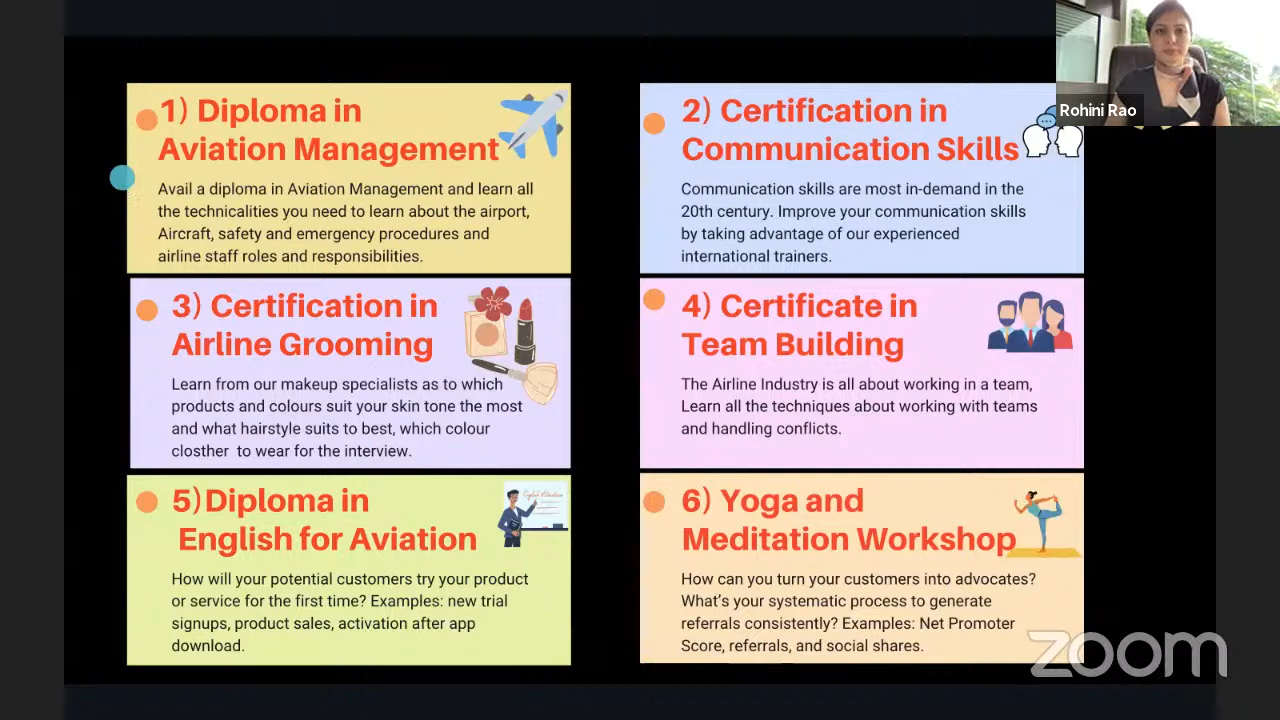 1) Diploma in
Aviation Management
Avail a diploma in Aviation Management and learn all
the technicalities you need to learn about the airport,
Aircraft, safety and emergency procedures and
airline staff roles and responsibilities.
2) Certification in
Communication Skills
Communication skills are most in-demand in the
20th century. Improve your communication skills
by taking advantage of our experienced
international trainers.
Rohini Rao
3) Certification in
Airline Grooming
Learn from our makeup specialists as to which
products and colours suit your skin tone the most
and what hairstyle suits to best, which colour
closther to wear for the interview.
4) Certificate in
Team Building
The Airline Industry is all about working in a team,
Learn all the techniques about working with teams
and handling conflicts.
5)Diploma in
English for Aviation
How will your potential customers try your product
or service for the first time? Examples: new trial
signups, product sales, activation after app
download.
6) Yoga and
Meditation Workshop
How can you turn your customers into advocates?
What's your systematic process to generate
referrals consistently? Examples: Net Promoter
Score, referrals, and social shares.
zoom